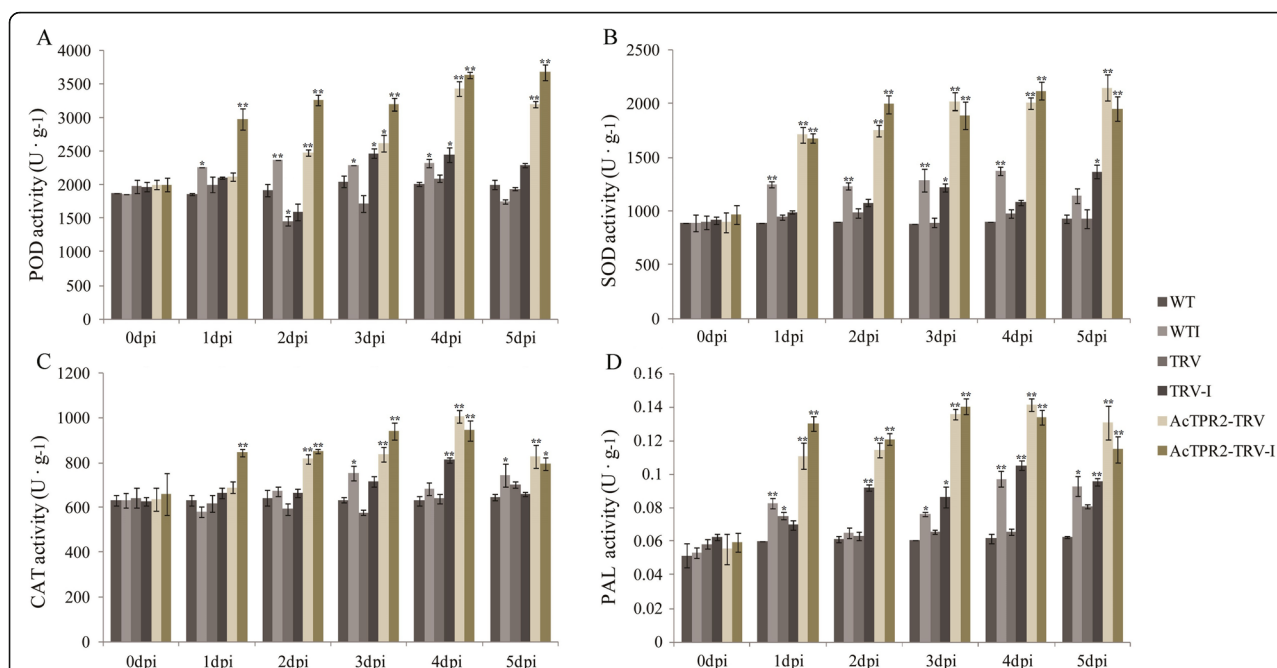 A
POD activity (U · g-1)
4000
3500
3000
2500
2000
1500
1000
500
0
0dpi 1dpi 2dpi 3dpi 4dpi 5dpi
** * ** * ** ** * * * ** * * ** ** ** **
B
SOD activity (U · g-1)
2500
2000
1500
1000
500
0
0dpi 1dpi 2dpi 3dpi 4dpi 5dpi
** ** ** ** ** ** ** * ** ** ** ** ** * ** **
C
CAT activity (U · g-1)
1200
1000
800
600
400
200
0
0dpi 1dpi 2dpi 3dpi 4dpi 5dpi
** ** ** * ** ** ** ** ** * ** *
D
PAL activity (U · g-1)
0.16
0.14
0.12
0.1
0.08
0.06
0.04
0.02
0
0dpi 1dpi 2dpi 3dpi 4dpi 5dpi
** * ** ** ** ** ** * * ** ** ** ** ** ** * ** ** **
WT
WTI
TRV
TRV-I
AcTPR2-TRV
AcTPR2-TRV-I